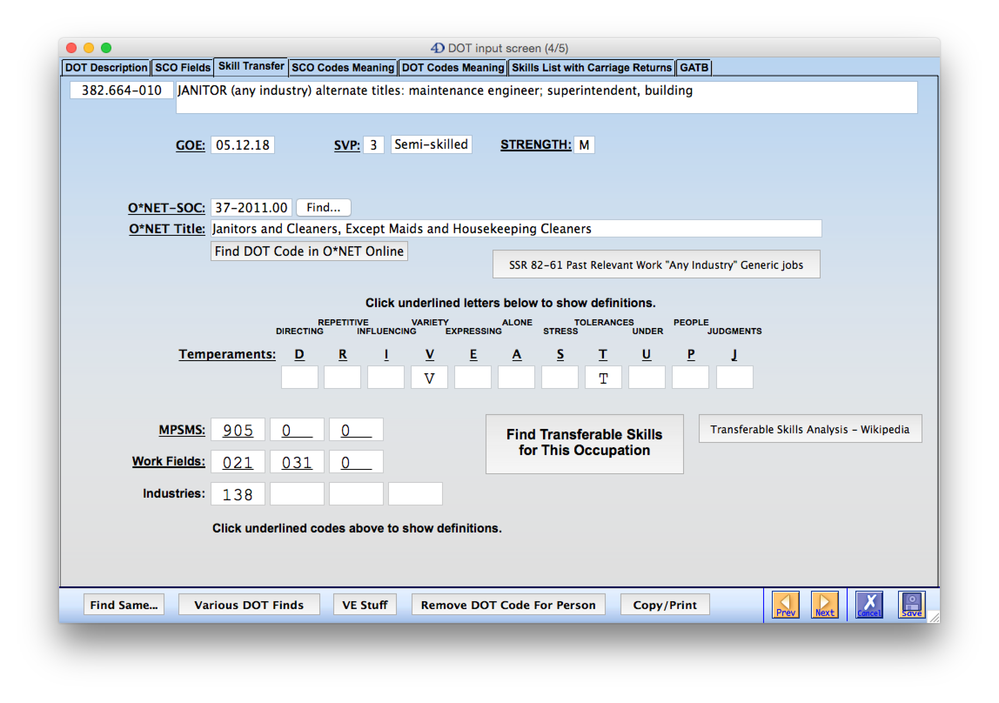 4D DOT input screen (4/5)
DOT Description SCO Fields Skill Transfer SCO Codes Meaning DOT Codes Meaning Skills List with Carriage Returns GATB
382.664-010 JANITOR (any industry) alternate titles: maintenance engineer; superintendent, building
GOE: 05.12.18 SVP: 3 Semi-skilled STRENGTH: M
O*NET-SOC: 37-2011.00 Find...
O*NET Title: Janitors and Cleaners, Except Maids and Housekeeping Cleaners
Find DOT Code in O*NET Online
SSR 82-61 Past Relevant Work "Any Industry" Generic jobs
Click underlined letters below to show definitions.
REPETITIVE VARIETY ALONE TOLERANCES PEOPLE
DIRECTING INFLUENCING EXPRESSING STRESS UNDER JUDGMENTS
Temperaments: D R I V E A S T U P J
V T
MPSMS: 905 0__ 0__
Find Transferable Skills
for This Occupation
Transferable Skills Analysis - Wikipedia
Work Fields: 021 031 0__
Industries: 138
Click underlined codes above to show definitions.
Find Same... Various DOT Finds VE Stuff Remove DOT Code For Person Copy/Print Prev Next Cancel Save